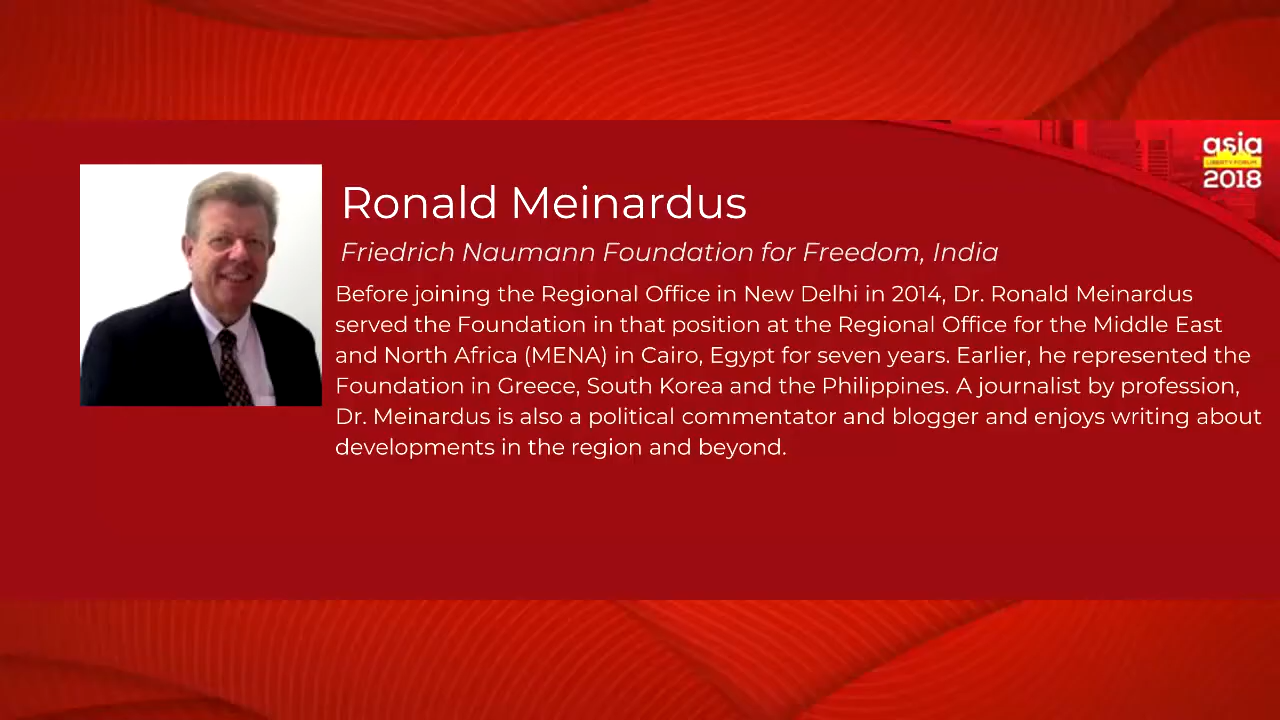 asia
LIBERTY FORUM
2018
Ronald Meinardus
Friedrich Naumann Foundation for Freedom, India
Before joining the Regional Office in New Delhi in 2014, Dr. Ronald Meinardus
served the Foundation in that position at the Regional Office for the Middle East
and North Africa (MENA) in Cairo, Egypt for seven years. Earlier, he represented the
Foundation in Greece, South Korea and the Philippines. A journalist by profession,
Dr. Meinardus is also a political commentator and blogger and enjoys writing about
developments in the region and beyond.